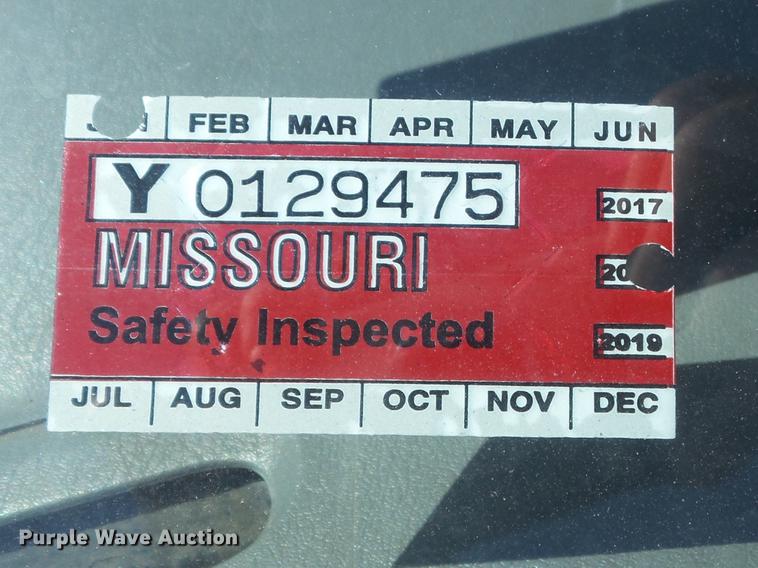 FEB MAR APR MAY JUN
Y 0129475
2017
MISSOURI
Safety Inspected
2019
JUL AUG SEP OCT NOV DEC
Purple Wave Auction